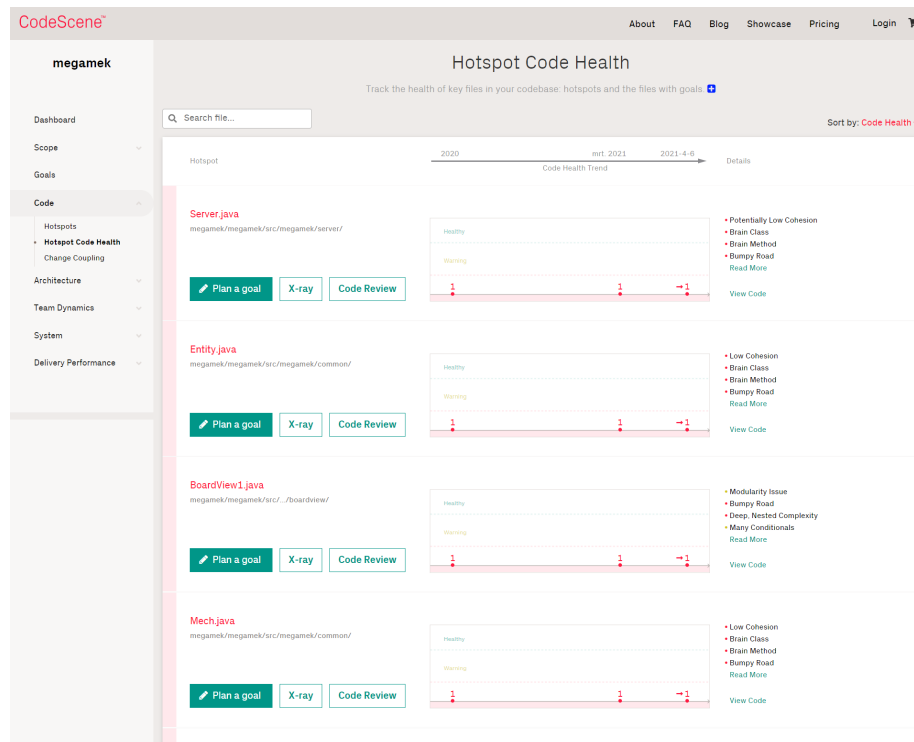 CodeScene™
About FAQ Blog Showcase Pricing Login
megamek
Dashboard
Scope
Goals
Code
Hotspots
Hotspot Code Health
Change Coupling
Architecture
Team Dynamics
System
Delivery Performance
Hotspot Code Health
Track the health of key files in your codebase: hotspots and the files with goals.
Search file...
Sort by: Code Health
Hotspot
2020 mrt. 2021 2021-4-6
Code Health Trend
Details
Server.java
megamek/megamek/src/megamek/server/
Plan a goal X-ray Code Review
Healthy
Warning
1 1 →1
Potentially Low Cohesion
Brain Class
Brain Method
Bumpy Road
Read More
View Code
Entity.java
megamek/megamek/src/megamek/common/
Plan a goal X-ray Code Review
Healthy
Warning
1 1 →1
Low Cohesion
Brain Class
Brain Method
Bumpy Road
Read More
View Code
BoardView1.java
megamek/megamek/src/.../boardview/
Plan a goal X-ray Code Review
Healthy
Warning
1 1 →1
Modularity Issue
Bumpy Road
Deep, Nested Complexity
Many Conditionals
Read More
View Code
Mech.java
megamek/megamek/src/megamek/common/
Plan a goal X-ray Code Review
Healthy
Warning
1 1 →1
Low Cohesion
Brain Class
Brain Method
Bumpy Road
Read More
View Code